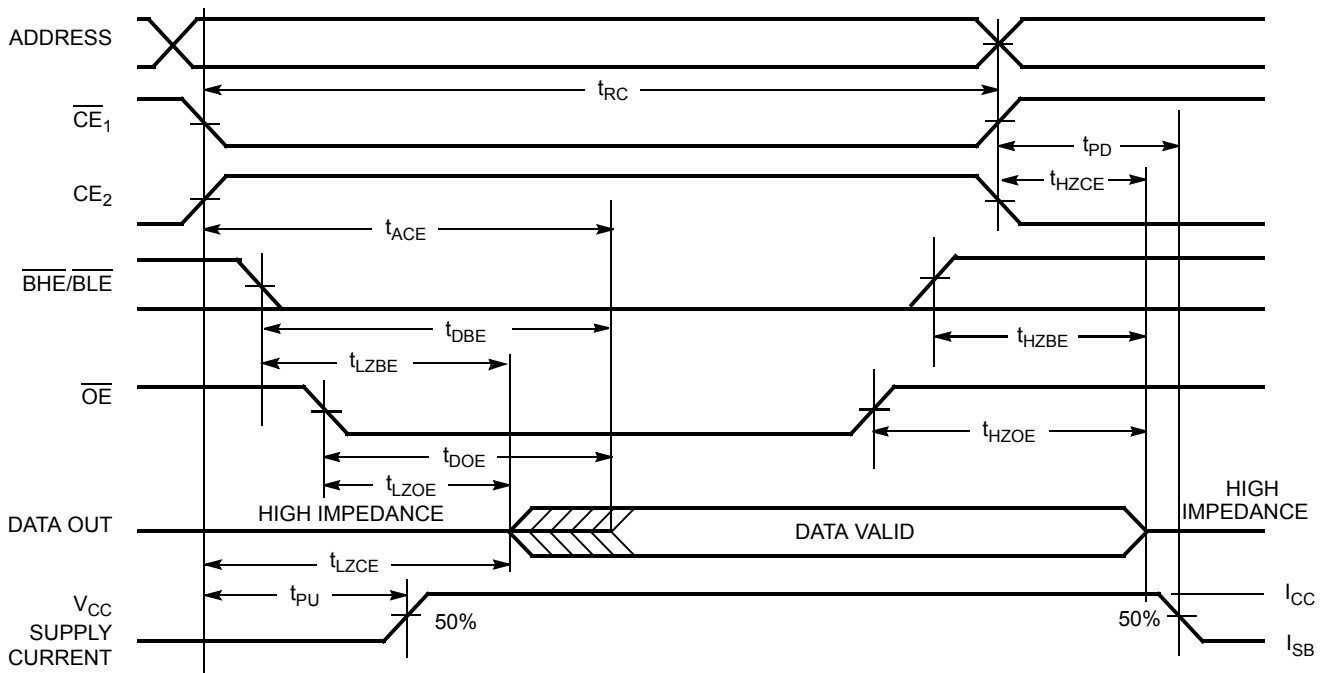 ADDRESS
tRC
CE1
tPD
tHZCE
CE2
tACE
BHE/BLE
tDBE
tHZBE
tLZBE
OE
tHZOE
tDOE
tLZOE
HIGH IMPEDANCE
HIGH
IMPEDANCE
DATA OUT
DATA VALID
tLZCE
tPU
VCC
SUPPLY
CURRENT
50%
50%
ICC
ISB